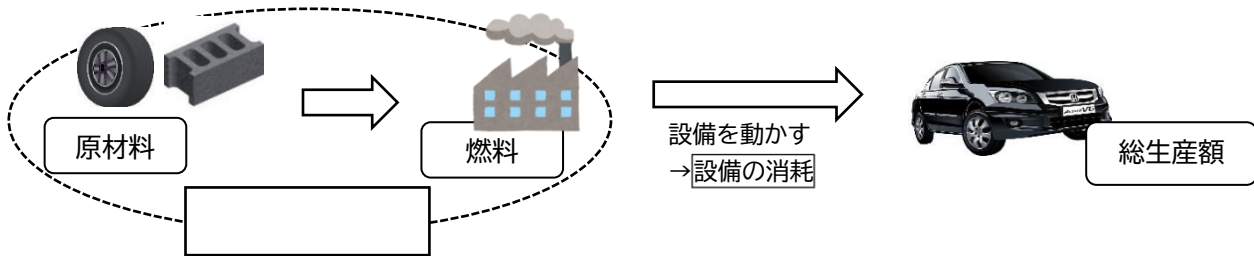 原材料
燃料
設備を動かす
→設備の消耗
総生産額